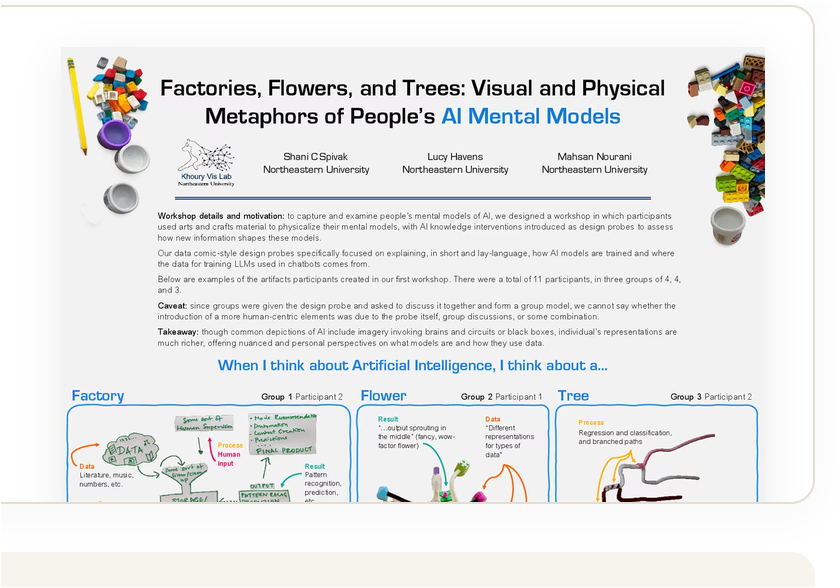 Factories, Flowers, and Trees: Visual and Physical
Metaphors of People's AI Mental Models
Khoury Vis Lab
Northeastern University
Shani C Spivak
Northeastern University
Lucy Havens
Northeastern University
Mahsan Nourani
Northeastern University
Workshop details and motivation: to capture and examine people's mental models of AI, we designed a workshop in which participants
used arts and crafts material to physicalize their mental models, with AI knowledge interventions introduced as design probes to assess
how new information shapes these models.
Our data comic-style design probes specifically focused on explaining, in short and lay-language, how AI models are trained and where
the data for training LLMs used in chatbots comes from.
Below are examples of the artifacts participants created in our first workshop. There were a total of 11 participants, in three groups of 4, 4,
and 3.
Caveat: since groups were given the design probe and asked to discuss it together and form a group model, we cannot say whether the
introduction of a more human-centric elements was due to the probe itself, group discussions, or some combination.
Takeaway: though common depictions of AI include imagery invoking brains and circuits or black boxes, individual's representations are
much richer, offering nuanced and personal perspectives on what models are and how they use data.
When I think about Artificial Intelligence, I think about a...
Factory
Group 1 Participant 2
Some sort of
Human Supervision
DATA
Data
Literature, music,
numbers, etc.
Process
Human
input
Some sort of
up
STORAGE/
Content Creation
Predictions
FINAL PRODUCT
Result
Pattern
recognition,
prediction,
etc.
OUTPUT
Flower
Group 2 Participant 1
Result
"...output sprouting in
the middle" (fancy, wow-
factor flower)
Data
"Different
representations
for types of
data"
Tree
Group 3 Participant 2
Process
Regression and classification,
and branched paths